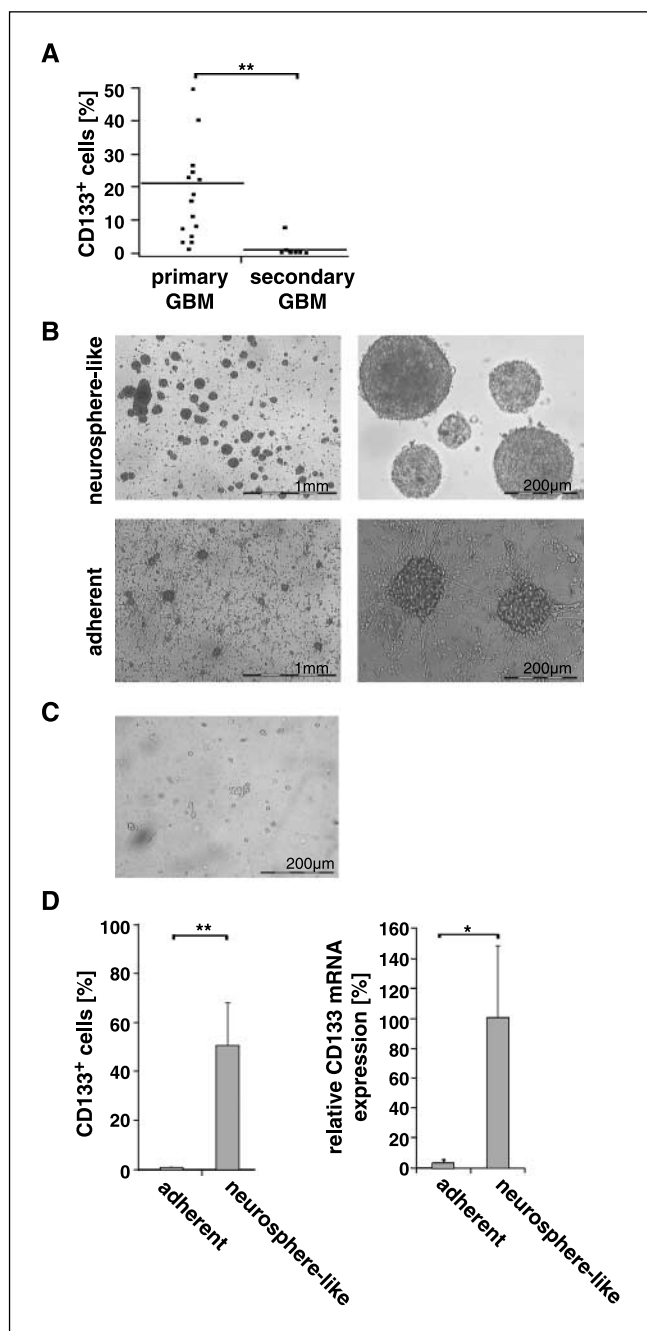 A
**
CD133+ cells [%]
50
40
30
20
10
0
primary
GBM
secondary
GBM
B
neurosphere-like
1mm
200µm
adherent
1mm
200µm
C
200µm
D
CD133+ cells [%]
100
80
60
40
20
0
**
adherent
neurosphere-like
relative CD133 mRNA
expression [%]
160
140
120
100
80
60
40
20
0
*
adherent
neurosphere-like